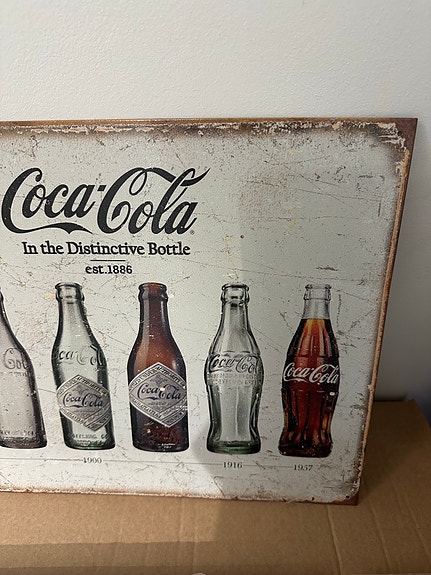 Coca-Cola
In the Distinctive Bottle
est.1886
Coca-Cola
Coca-Cola
Coca-Cola
Coca-Cola
1900
1916
1957